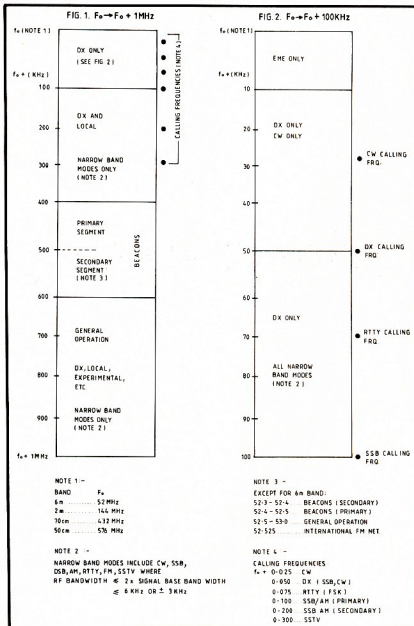 FIG. 1. Fo→Fo + 1MHz
fo (NOTE 1)
DX ONLY
(SEE FIG 2)
fo + (KHz)
100
DX AND
LOCAL
200
NARROW BAND
MODES ONLY
(NOTE 2)
300
400
PRIMARY
SEGMENT
500
SECONDARY
SEGMENT
(NOTE 3)
BEACONS
600
GENERAL
OPERATION
700
DX, LOCAL,
EXPERIMENTAL,
ETC
800
NARROW BAND
MODES ONLY
(NOTE 2)
900
fo + 1MHz
CALLING FREQUENCIES (NOTE 4)
FIG. 2. Fo→Fo + 100KHz
fo (NOTE 1)
EME ONLY
fo + (KHz)
10
DX ONLY
CW ONLY
20
30
CW CALLING
FRQ.
40
50
DX CALLING
FRQ
60
DX ONLY
70
RTTY CALLING
FRQ
ALL NARROW
BAND MODES
(NOTE 2)
80
90
100
SSB CALLING
FRQ
NOTE 1:-
BAND Fo
6m ........ 52 MHz
2m ........ 144 MHz
70cm ...... 432 MHz
50cm ...... 576 MHz
NOTE 2 :-
NARROW BAND MODES INCLUDE CW, SSB,
DSB, AM, RTTY, FM, SSTV WHERE
RF BANDWIDTH ≤ 2 x SIGNAL BASE BAND WIDTH
≤ 6 KHz OR ± 3 KHz
NOTE 3 -
EXCEPT FOR 6m BAND:
52·3 - 52·4 BEACONS (SECONDARY)
52·4 - 52·5 BEACONS (PRIMARY)
52·5 - 53·0 GENERAL OPERATION
52·525 INTERNATIONAL FM NET.
NOTE 4 -
CALLING FREQUENCIES
fo + 0·025 CW
0·050 DX (SSB, CW)
0·075 RTTY (FSK)
0·100 SSB/AM (PRIMARY)
0·200 SSB AM (SECONDARY)
0·300 SSTV